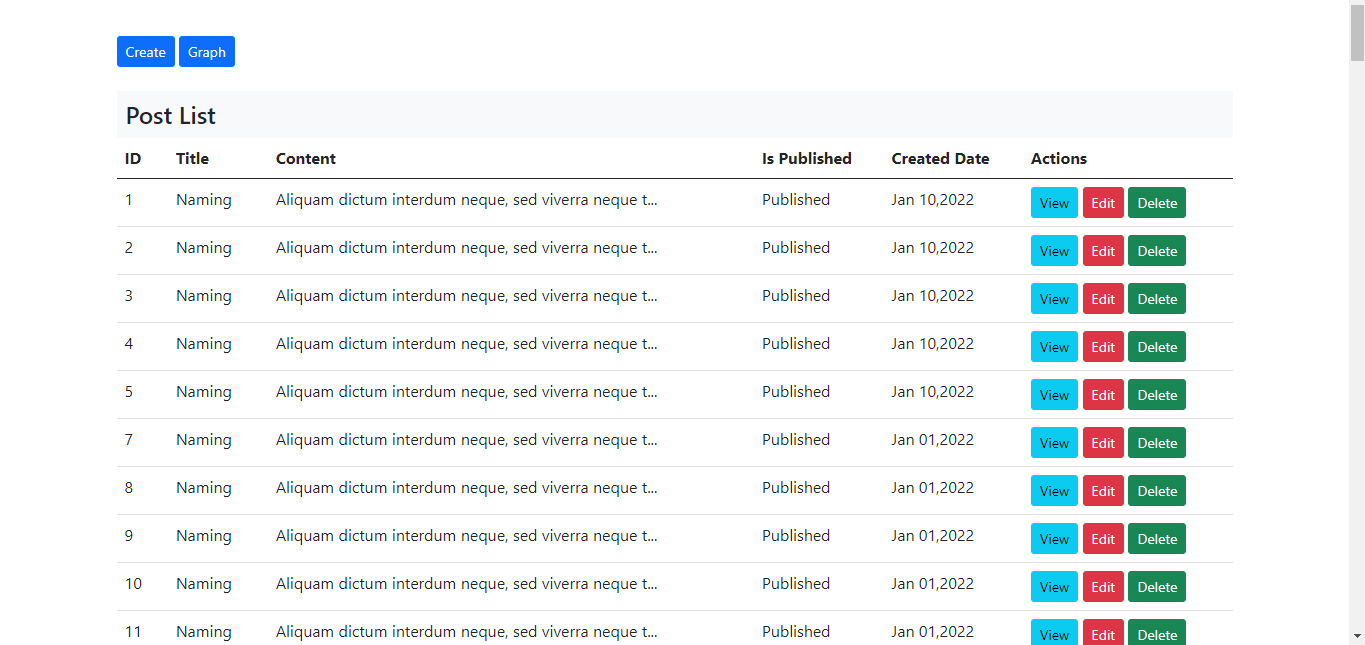 Create Graph
Post List
ID Title Content Is Published Created Date Actions
1 Naming Aliquam dictum interdum neque, sed viverra neque t... Published Jan 10,2022 View Edit Delete
2 Naming Aliquam dictum interdum neque, sed viverra neque t... Published Jan 10,2022 View Edit Delete
3 Naming Aliquam dictum interdum neque, sed viverra neque t... Published Jan 10,2022 View Edit Delete
4 Naming Aliquam dictum interdum neque, sed viverra neque t... Published Jan 10,2022 View Edit Delete
5 Naming Aliquam dictum interdum neque, sed viverra neque t... Published Jan 10,2022 View Edit Delete
7 Naming Aliquam dictum interdum neque, sed viverra neque t... Published Jan 01,2022 View Edit Delete
8 Naming Aliquam dictum interdum neque, sed viverra neque t... Published Jan 01,2022 View Edit Delete
9 Naming Aliquam dictum interdum neque, sed viverra neque t... Published Jan 01,2022 View Edit Delete
10 Naming Aliquam dictum interdum neque, sed viverra neque t... Published Jan 01,2022 View Edit Delete
11 Naming Aliquam dictum interdum neque, sed viverra neque t... Published Jan 01,2022 View Edit Delete